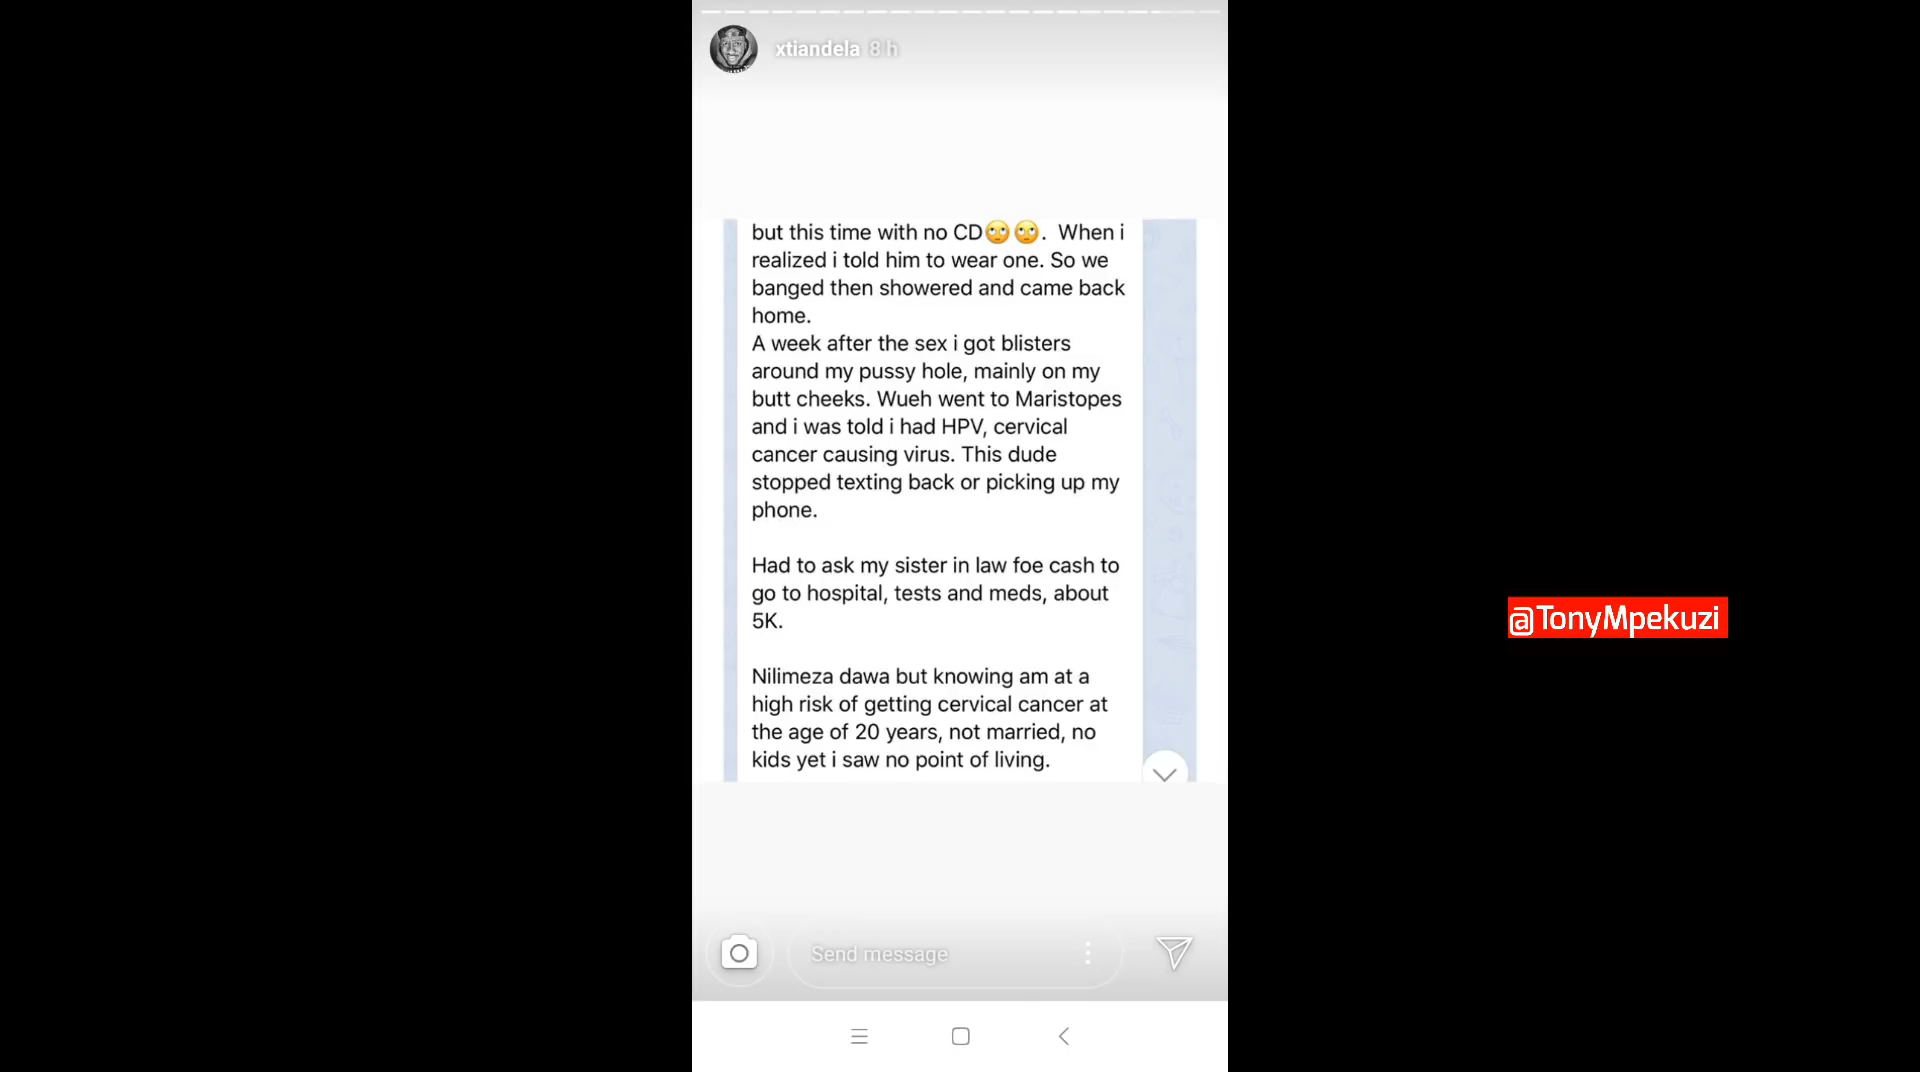 xtiandela 8 h
but this time with no CD🙄🙄.  When i
realized i told him to wear one. So we
banged then showered and came back
home.
A week after the sex i got blisters
around my pussy hole, mainly on my
butt cheeks. Wueh went to Maristopes
and i was told i had HPV, cervical
cancer causing virus. This dude
stopped texting back or picking up my
phone.
Had to ask my sister in law foe cash to
go to hospital, tests and meds, about
5K.
Nilimeza dawa but knowing am at a
high risk of getting cervical cancer at
the age of 20 years, not married, no
kids yet i saw no point of living.
@TonyMpekuzi
Send message